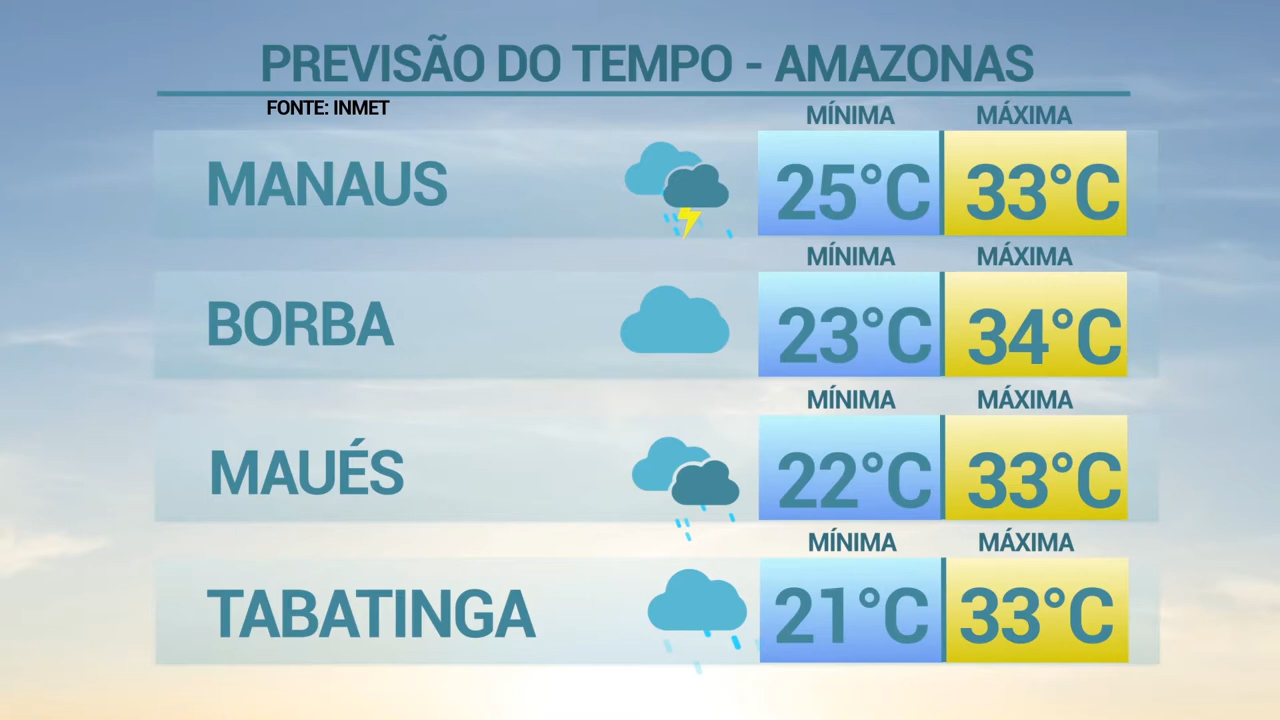 PREVISÃO DO TEMPO - AMAZONAS
FONTE: INMET
MÍNIMA MÁXIMA
MANAUS 25°C 33°C
MÍNIMA MÁXIMA
BORBA 23°C 34°C
MÍNIMA MÁXIMA
MAUÉS 22°C 33°C
MÍNIMA MÁXIMA
TABATINGA 21°C 33°C